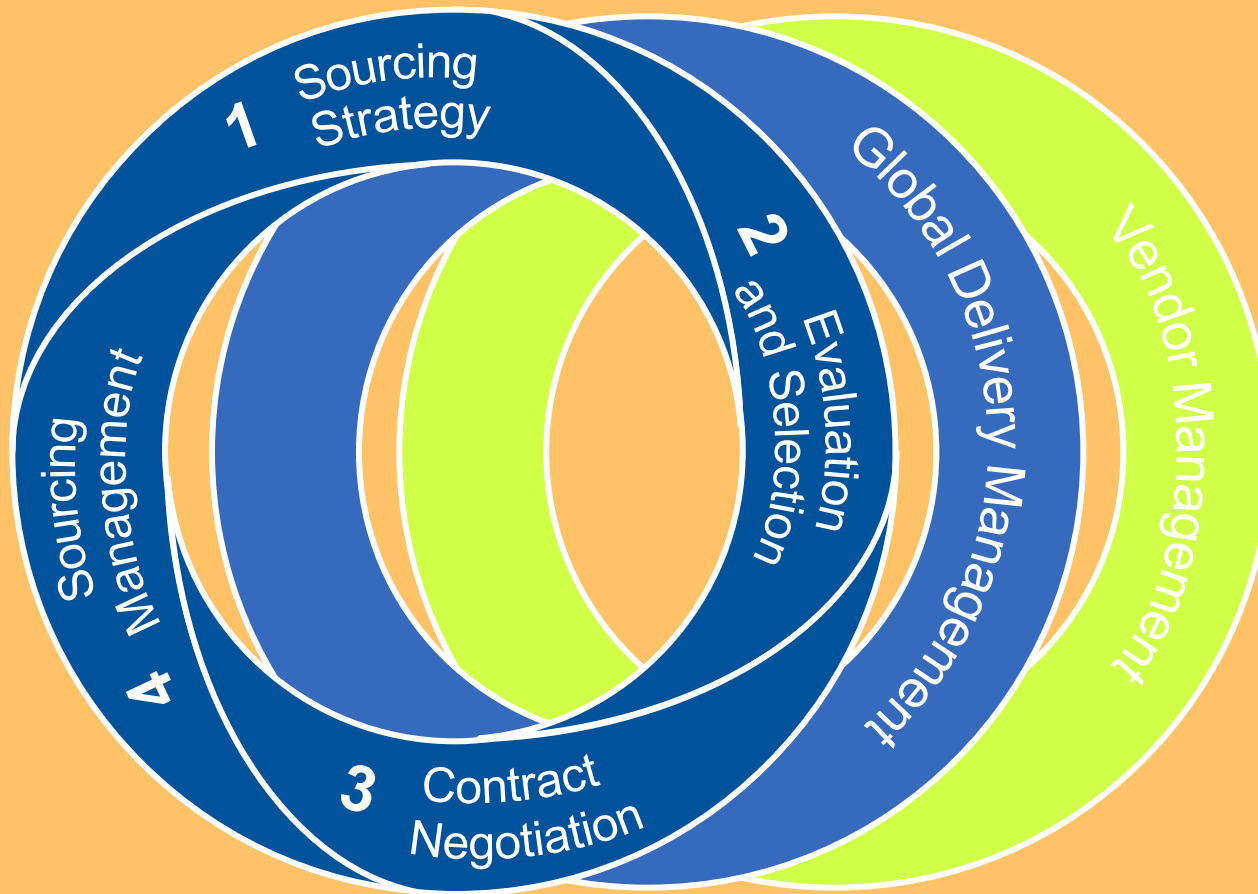 1 Sourcing
Strategy
2 Evaluation
and Selection
3 Contract
Negotiation
4 Sourcing
Management
Global Delivery Management
Vendor Management